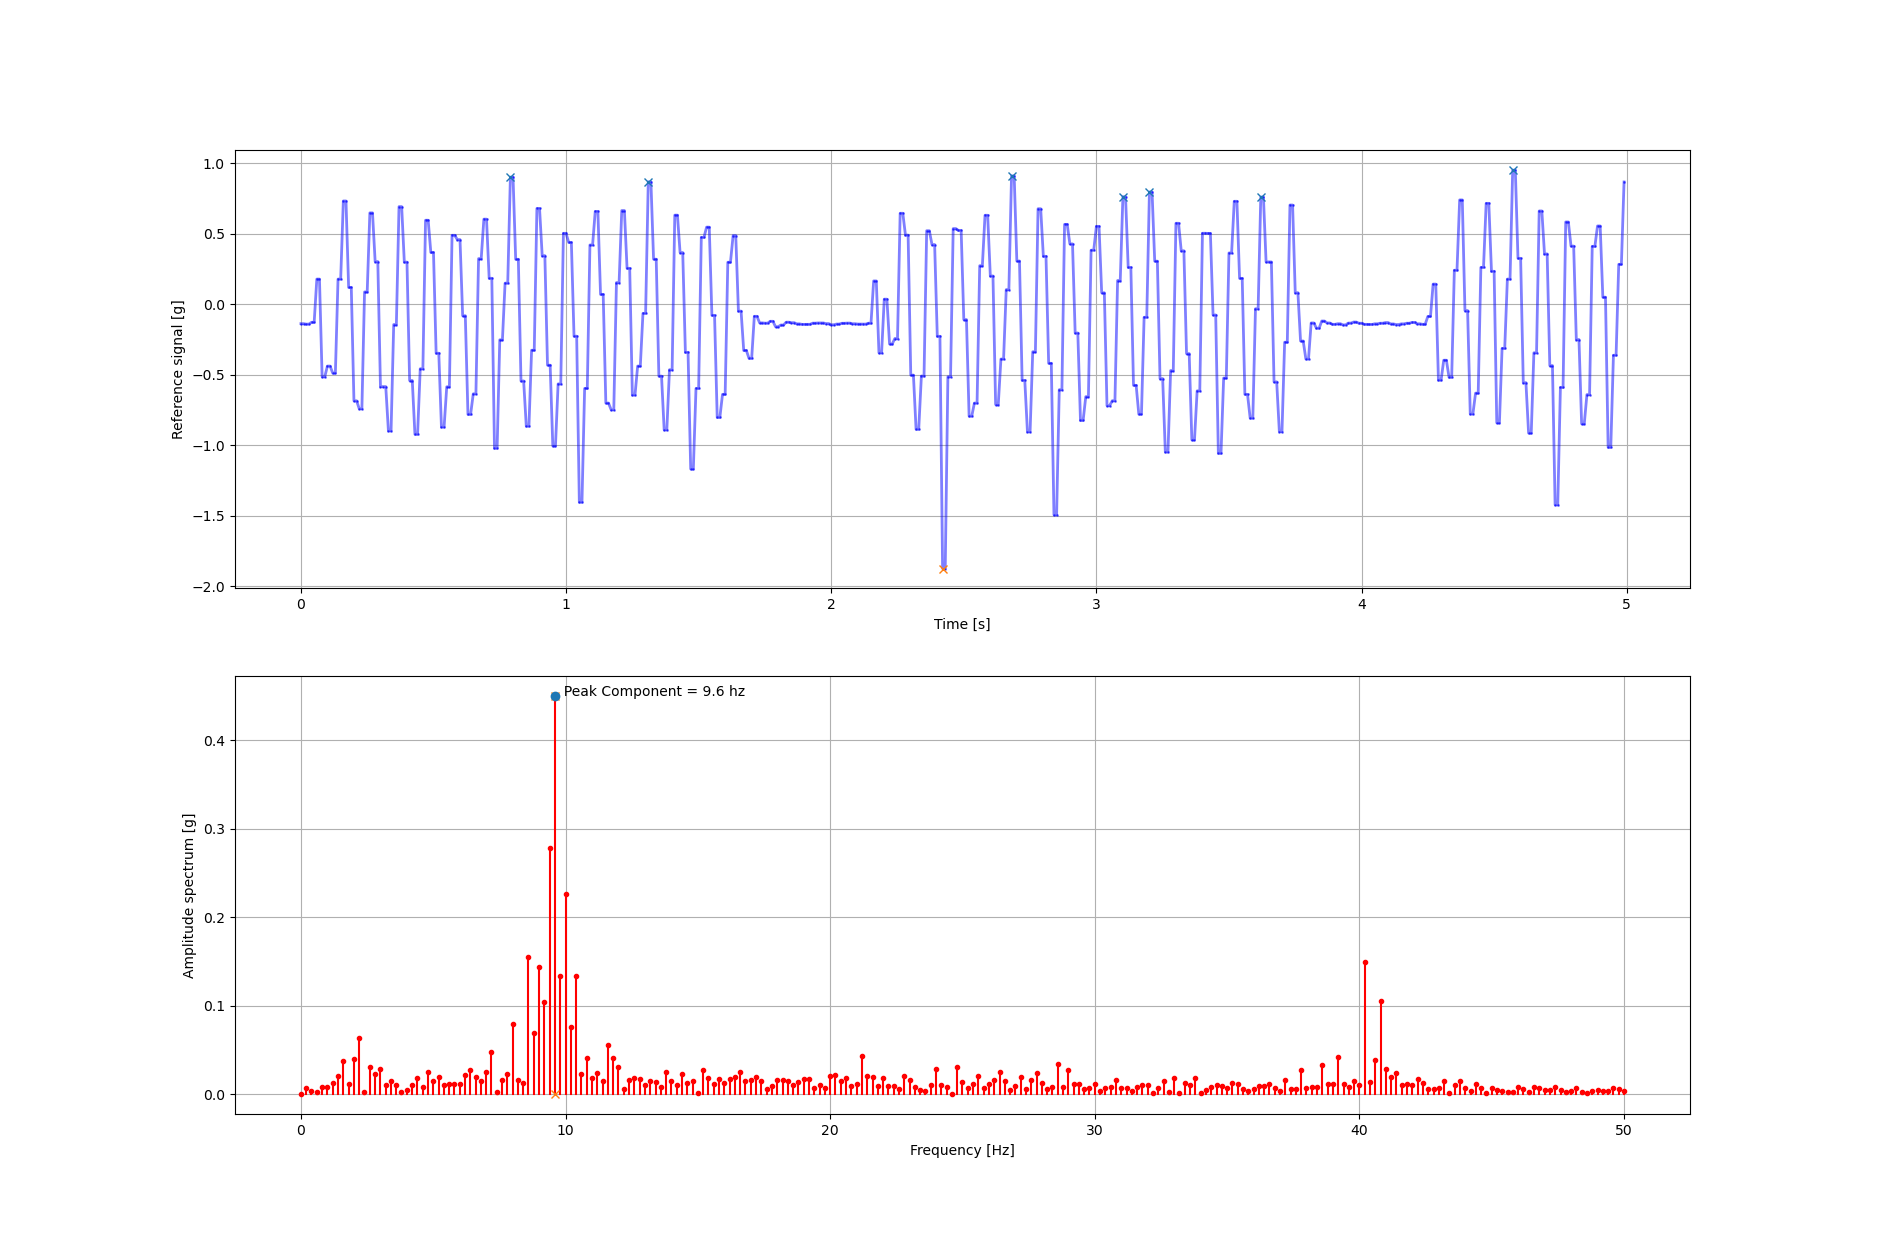 1.0
0.5
0.0
−0.5
−1.0
−1.5
−2.0
Reference signal [g]
0 1 2 3 4 5
Time [s]
Peak Component = 9.6 hz
0.4
0.3
0.2
0.1
0.0
Amplitude spectrum [g]
0 10 20 30 40 50
Frequency [Hz]